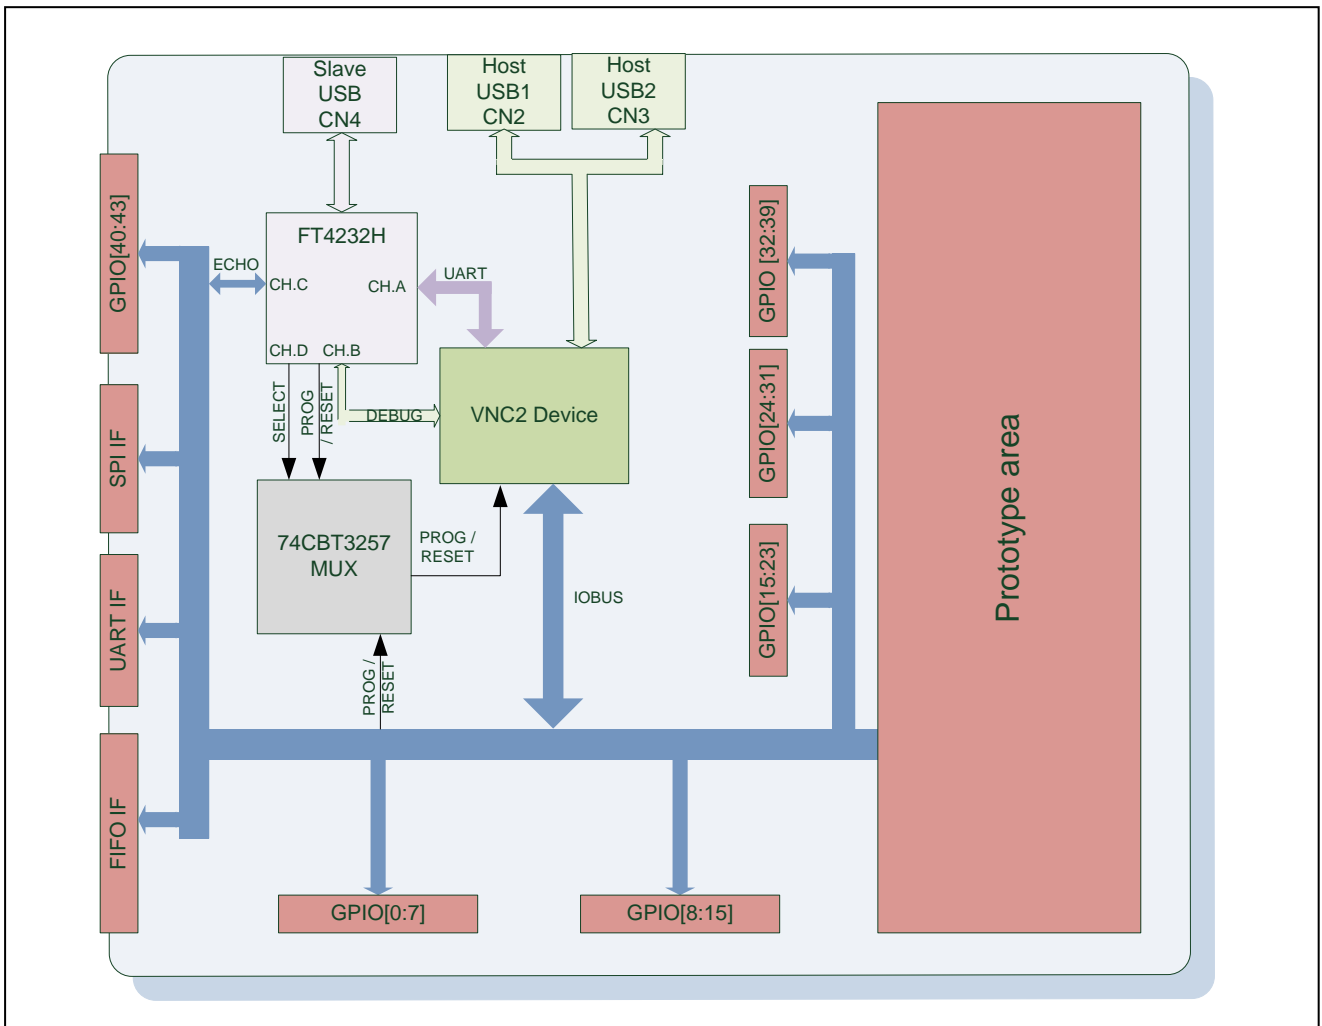 Slave
USB
CN4
Host
USB1
CN2
Host
USB2
CN3
GPIO[40:43]
SPI IF
UART IF
FIFO IF
ECHO
FT4232H
CH.C
CH.A
CH.D
CH.B
UART
SELECT
PROG
/ RESET
DEBUG
VNC2 Device
74CBT3257
MUX
PROG /
RESET
PROG /
RESET
IOBUS
GPIO [32:39]
GPIO[24:31]
GPIO[15:23]
Prototype area
GPIO[0:7]
GPIO[8:15]